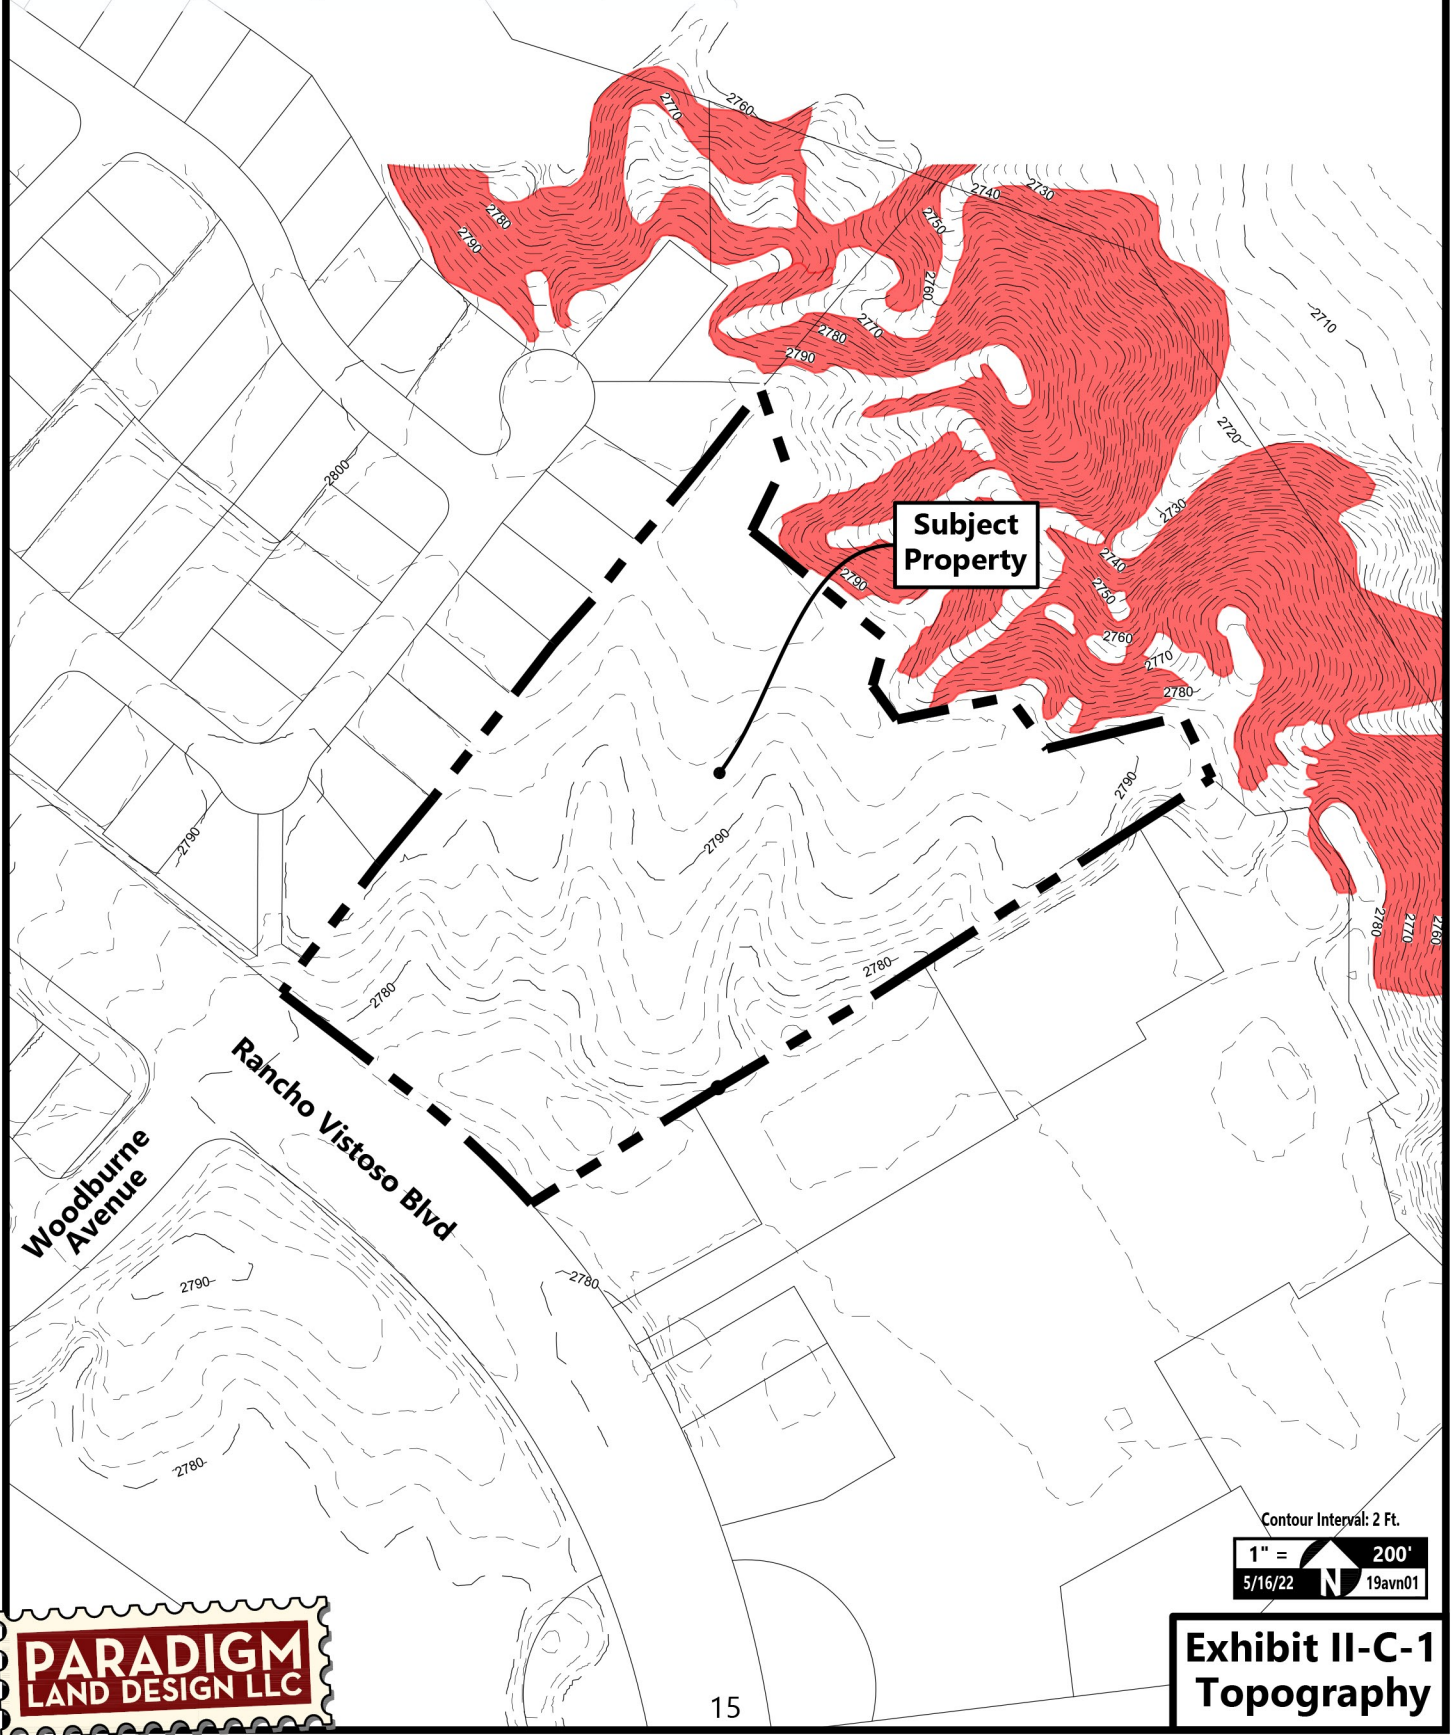 2770
2760
2740
2730
2780
2750
2790
2760
2710
2770
2780
2790
2720
2800
2730
Subject
Property
2740
2790
2750
2760
2770
2780
2790
2790
2790
2780
2770
2760
2780
2780
Rancho Vistoso Blvd
Woodburne
Avenue
2790
2780
2780
Contour Interval: 2 Ft.
1" = 200'
5/16/22 N 19avn01
PARADIGM
LAND DESIGN LLC
Exhibit II-C-1
Topography
15